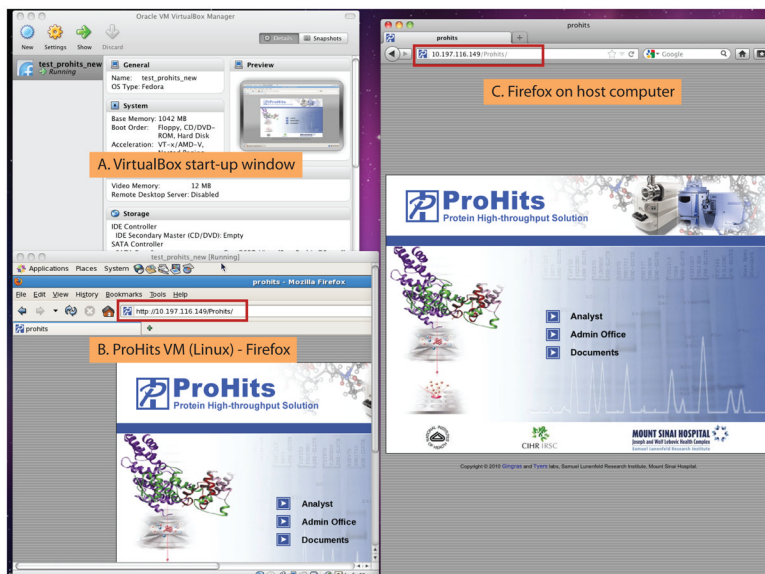 Oracle VM VirtualBox Manager
New Settings Show Discard
Details Snapshots
test_prohits_new
Running
General
Name: test_prohits_new
OS Type: Fedora
Preview
System
Base Memory: 1042 MB
Boot Order: Floppy, CD/DVD-
ROM, Hard Disk
Acceleration: VT-x/AMD-V,
A. VirtualBox start-up window
Video Memory: 12 MB
Remote Desktop Server: Disabled
Storage
IDE Controller
IDE Secondary Master (CD/DVD): Empty
SATA Controller
test_prohits_new [Running]
Applications Places System
prohits - Mozilla Firefox
File Edit View History Bookmarks Tools Help
http://10.197.116.149/Prohits/
prohits
B. ProHits VM (Linux) - Firefox
ProHits
Protein High-throughput Solution
Analyst
Admin Office
Documents
prohits
prohits
10.197.116.149/Prohits/
Google
C. Firefox on host computer
ProHits
Protein High-throughput Solution
Analyst
Admin Office
Documents
CIHR IRSC
MOUNT SINAI HOSPITAL
Joseph and Wolf Lebovic Health Complex
Samuel Lunenfeld Research Institute
Copyright © 2010 Gingras and Tyers labs, Samuel Lunenfeld Research Institute, Mount Sinai Hospital.